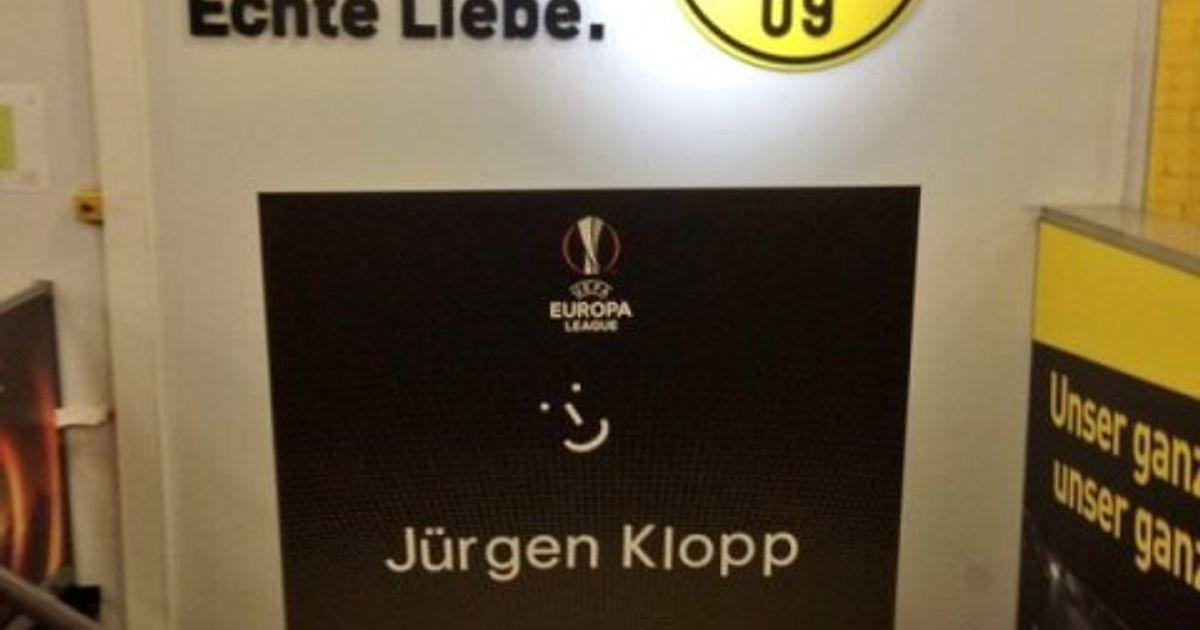 Echte Liebe.
09
UEFA
EUROPA
LEAGUE
Jürgen Klopp
Unser ganz
unser ganz